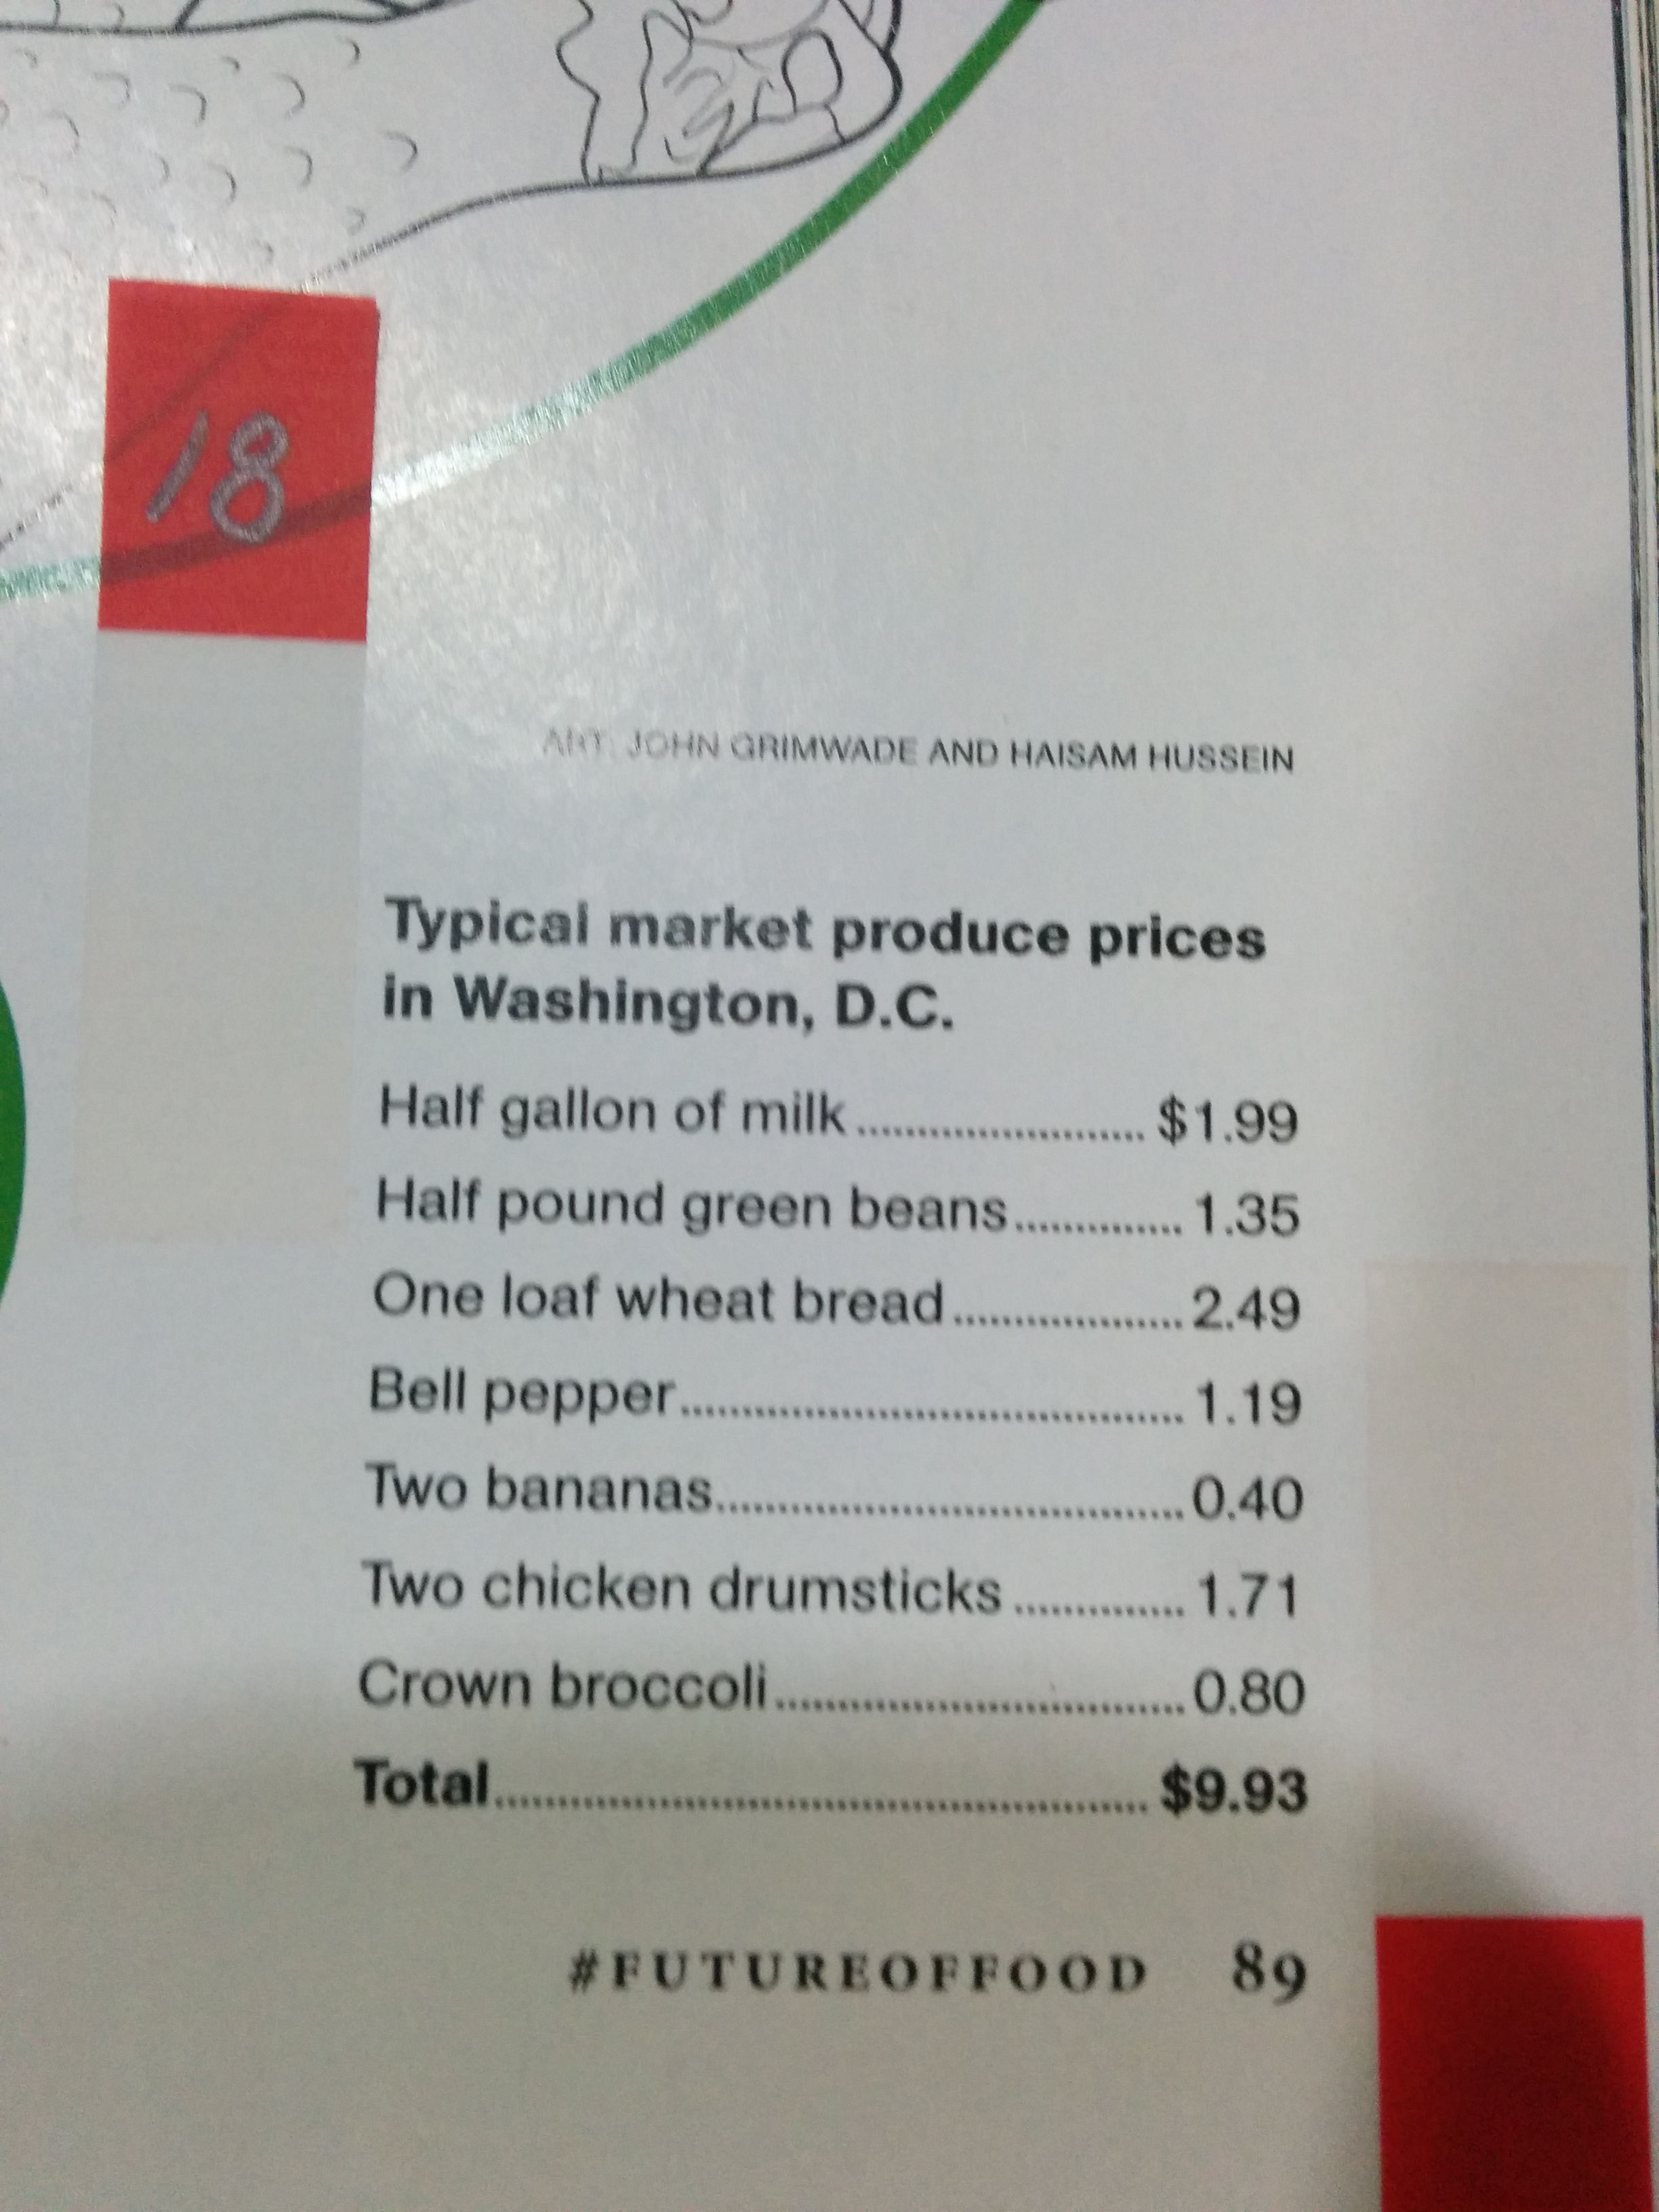 18
ART: JOHN GRIMWADE AND HAISAM HUSSEIN
Typical market produce prices
in Washington, D.C.
Half gallon of milk........................ $1.99
Half pound green beans.............. 1.35
One loaf wheat bread................... 2.49
Bell pepper......................................... 1.19
Two bananas....................................... 0.40
Two chicken drumsticks.............. 1.71
Crown broccoli.................................. 0.80
Total..................................................... $9.93
#FUTUREOFFOOD 89